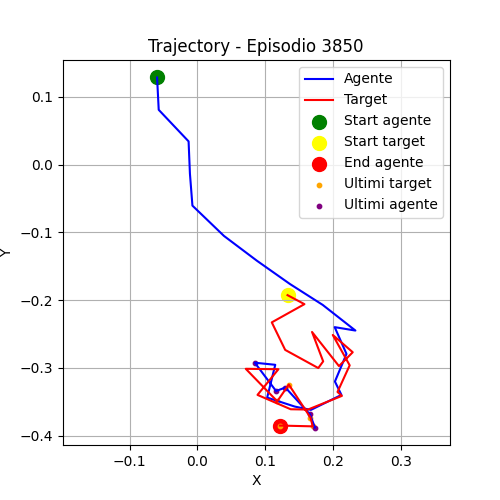 Trajectory - Episodio 3850
Agente
Target
Start agente
Start target
End agente
Ultimi target
Ultimi agente
Y
0.1
0.0
−0.1
−0.2
−0.3
−0.4
−0.1
0.0
0.1
0.2
0.3
X